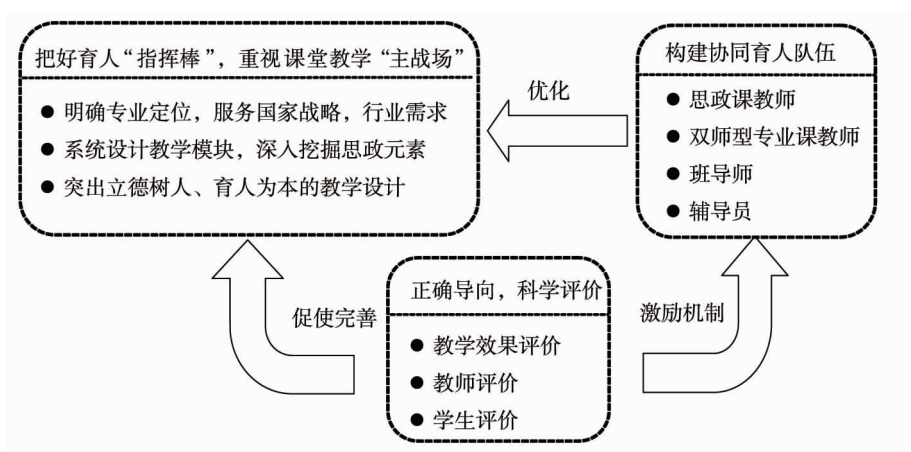 把好育人“指挥棒”，重视课堂教学“主战场”
● 明确专业定位，服务国家战略，行业需求
● 系统设计教学模块，深入挖掘思政元素
● 突出立德树人、育人为本的教学设计
优化
构建协同育人队伍
● 思政课教师
● 双师型专业课教师
● 班导师
● 辅导员
促使完善
正确导向，科学评价
● 教学效果评价
● 教师评价
● 学生评价
激励机制